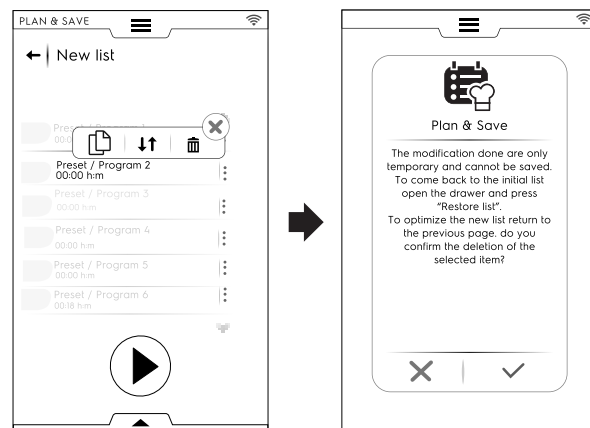 PLAN & SAVE
New list
Preset / Program 2
00:00 h:m
Preset / Program 3
00:00 h:m
Preset / Program 4
00:00 h:m
Preset / Program 5
00:00 h:m
Preset / Program 6
00:18 h:m
Plan & Save
The modification done are only
temporary and cannot be saved.
To come back to the initial list
open the drawer and press
"Restore list".
To optimize the new list return to
the previous page. do you
confirm the deletion of the
selected item?